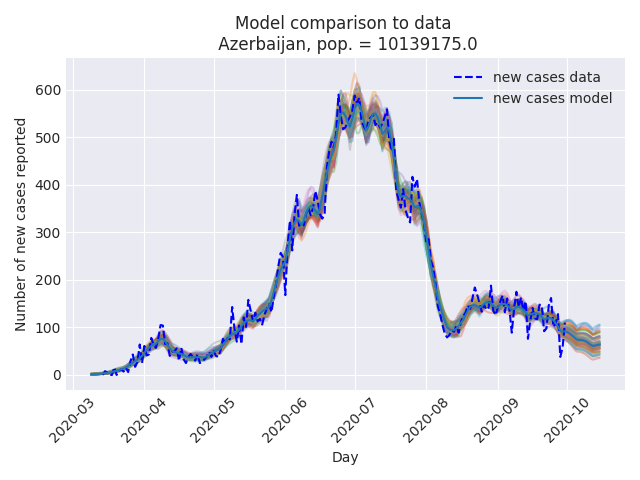 Model comparison to data
Azerbaijan, pop. = 10139175.0
new cases data
new cases model
Number of new cases reported
600
500
400
300
200
100
0
2020-03
2020-04
2020-05
2020-06
2020-07
2020-08
2020-09
2020-10
Day